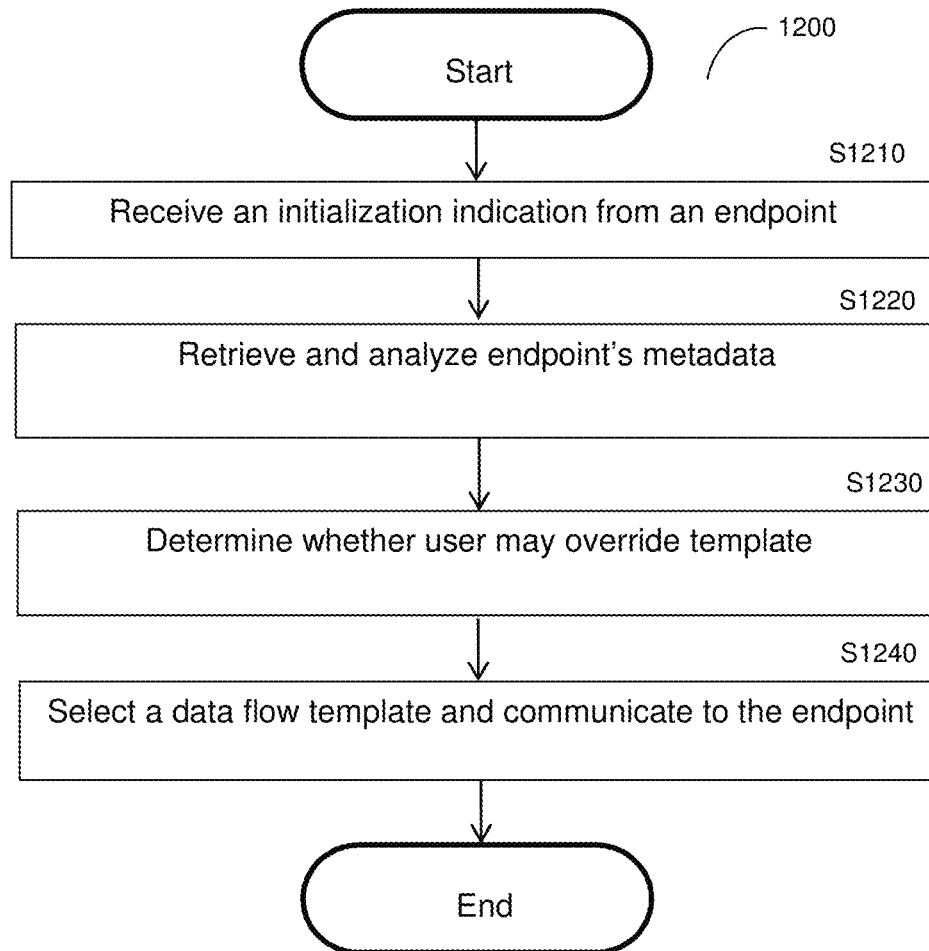 1200
Start
S1210
Receive an initialization indication from an endpoint
S1220
Retrieve and analyze endpoint's metadata
S1230
Determine whether user may override template
S1240
Select a data flow template and communicate to the endpoint
End